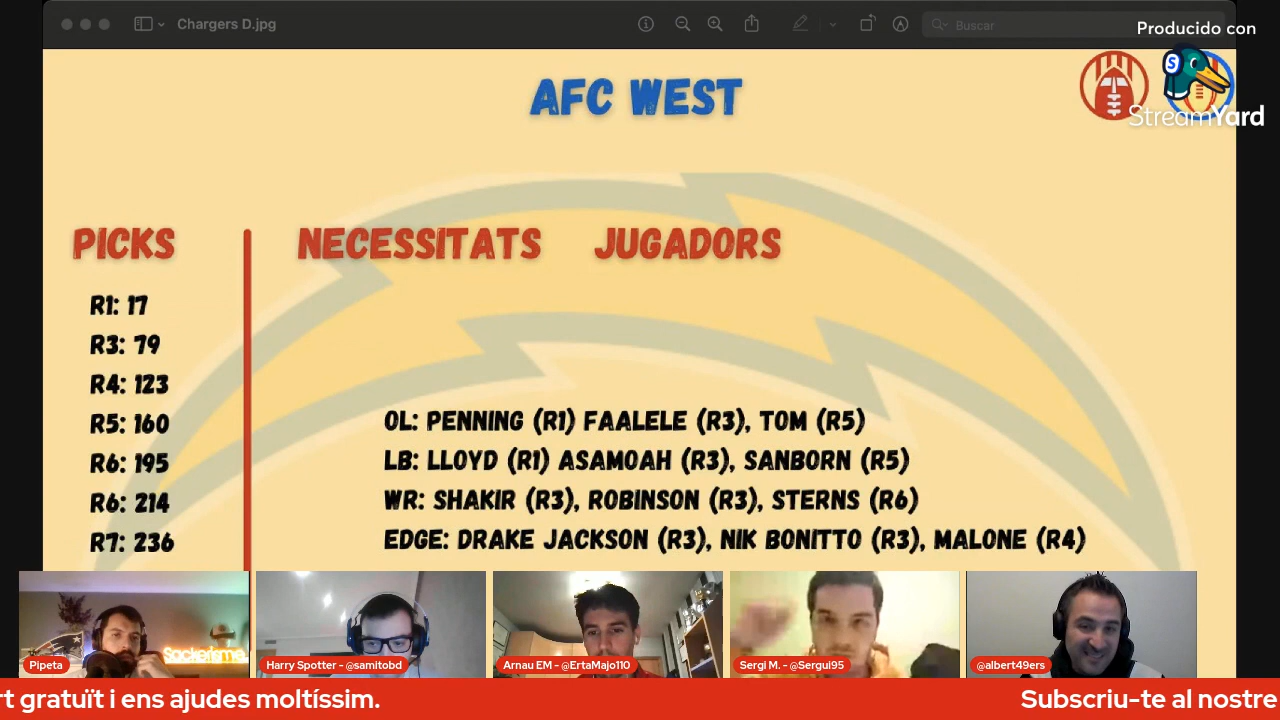 Chargers D.jpg
Buscar
Producido con
StreamYard
AFC WEST
PICKS
NECESSITATS
JUGADORS
R1: 17
R3: 79
R4: 123
R5: 160
R6: 195
R6: 214
R7: 236
OL: PENNING (R1) FAALELE (R3), TOM (R5)
LB: LLOYD (R1) ASAMOAH (R3), SANBORN (R5)
WR: SHAKIR (R3), ROBINSON (R3), STERNS (R6)
EDGE: DRAKE JACKSON (R3), NIK BONITTO (R3), MALONE (R4)
Sackerisme
Pipeta
Harry Spotter - @samitobd
Arnau EM - @ErtaMajo110
Sergi M. - @Sergui95
@albert49ers
rt gratuït i ens ajudes moltíssim.
Subscriu-te al nostre